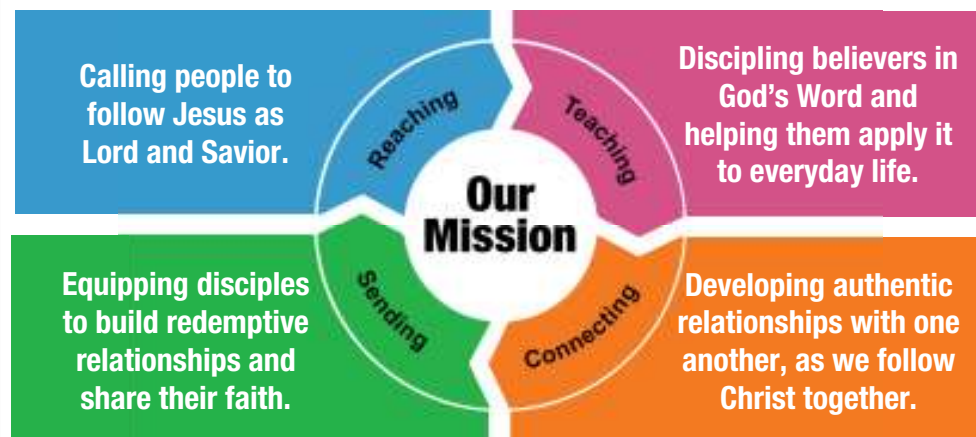 Calling people to
follow Jesus as
Lord and Savior.
Reaching
Teaching
Discipling believers in
God’s Word and
helping them apply it
to everyday life.
Our
Mission
Equipping disciples
to build redemptive
relationships and
share their faith.
Sending
Connecting
Developing authentic
relationships with one
another, as we follow
Christ together.